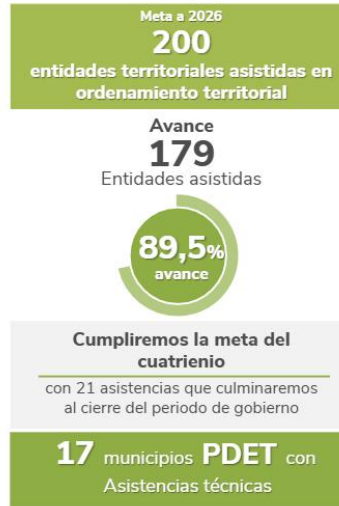 Meta a 2026
200
entidades territoriales asistidas en
ordenamiento territorial
Avance
179
Entidades asistidas
89,5%
avance
Cumpliremos la meta del
cuatrienio
con 21 asistencias que culminaremos
al cierre del periodo de gobierno
17 municipios PDET con
Asistencias técnicas